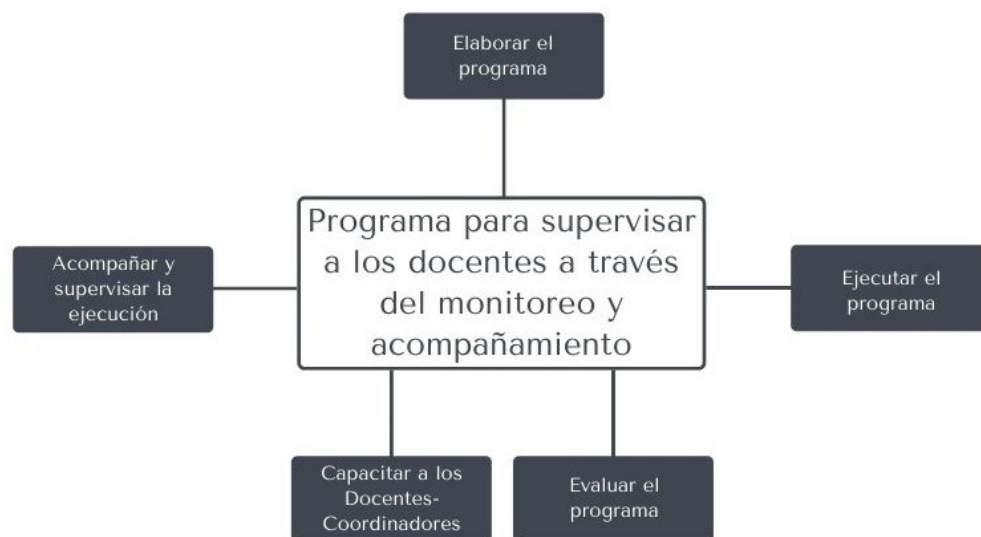 Elaborar el
programa
Programa para supervisar
a los docentes a través
del monitoreo y
acompañamiento
Acompañar y
supervisar la
ejecución
Ejecutar el
programa
Capacitar a los
Docentes-
Coordinadores
Evaluar el
programa